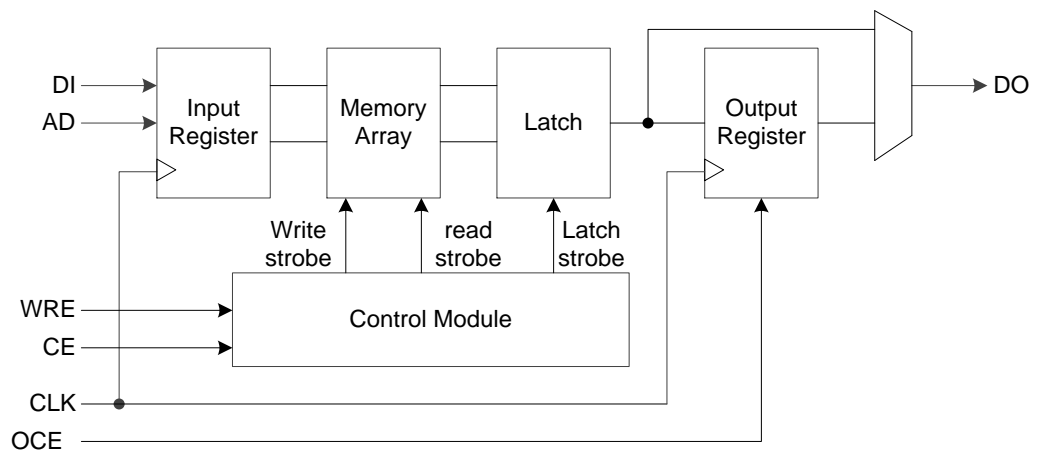 DI
AD
Input
Register
Memory
Array
Latch
Output
Register
DO
Write
strobe
read
strobe
Latch
strobe
WRE
CE
Control Module
CLK
OCE